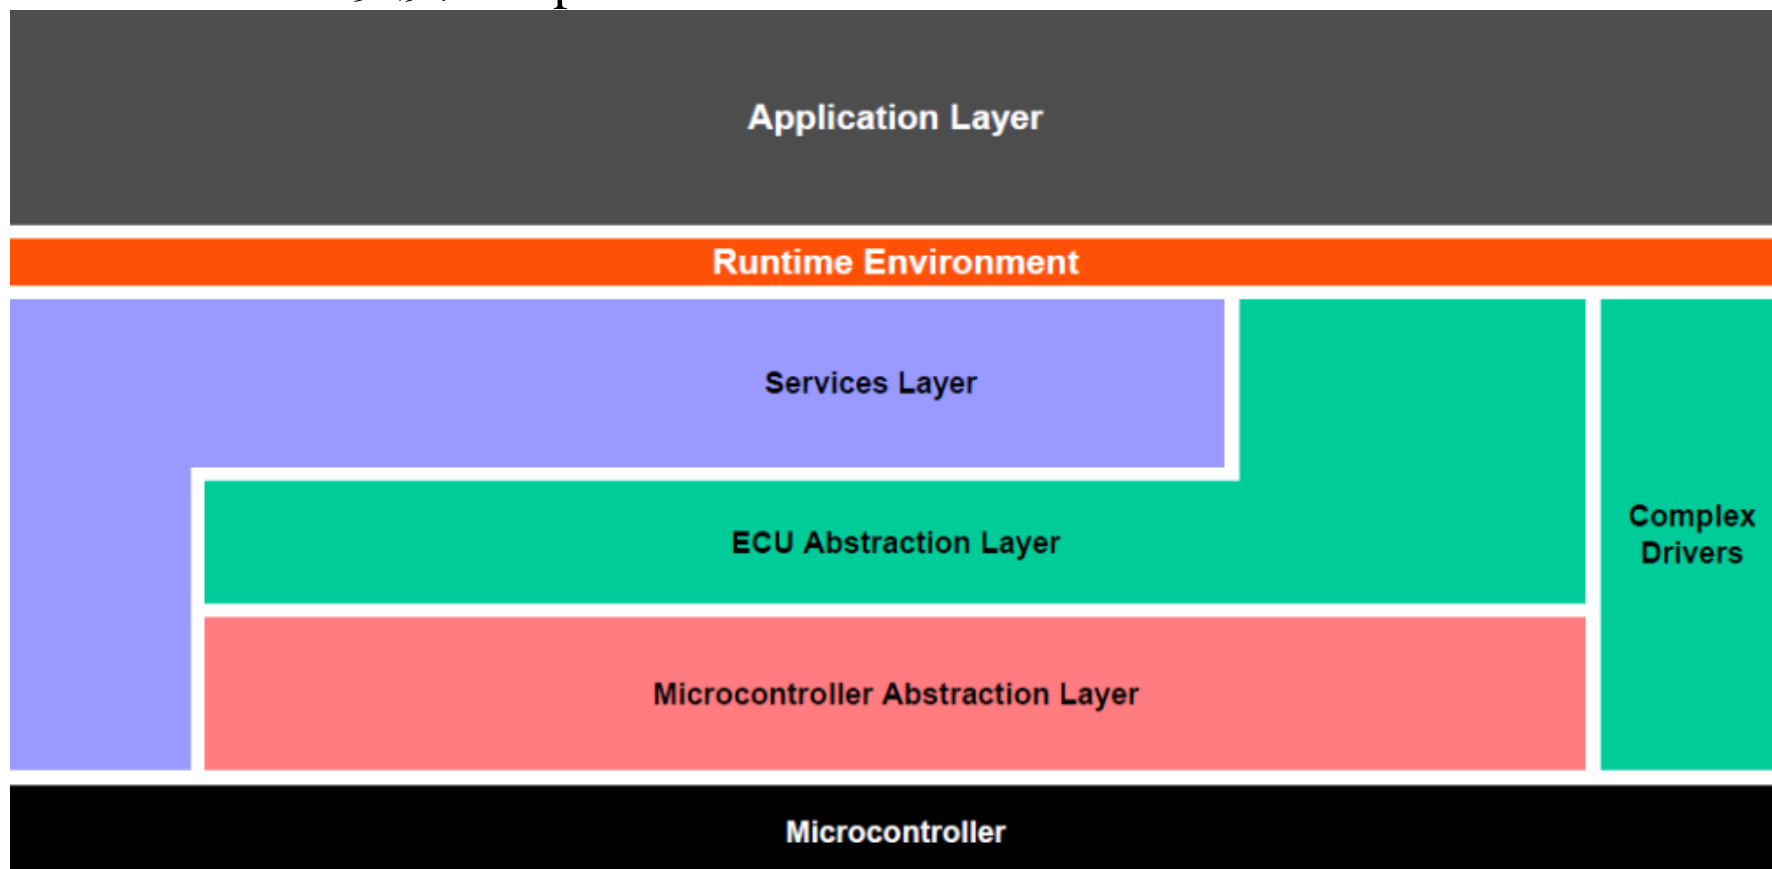 Application Layer
Runtime Environment
Services Layer
ECU Abstraction Layer
Complex
Drivers
Microcontroller Abstraction Layer
Microcontroller